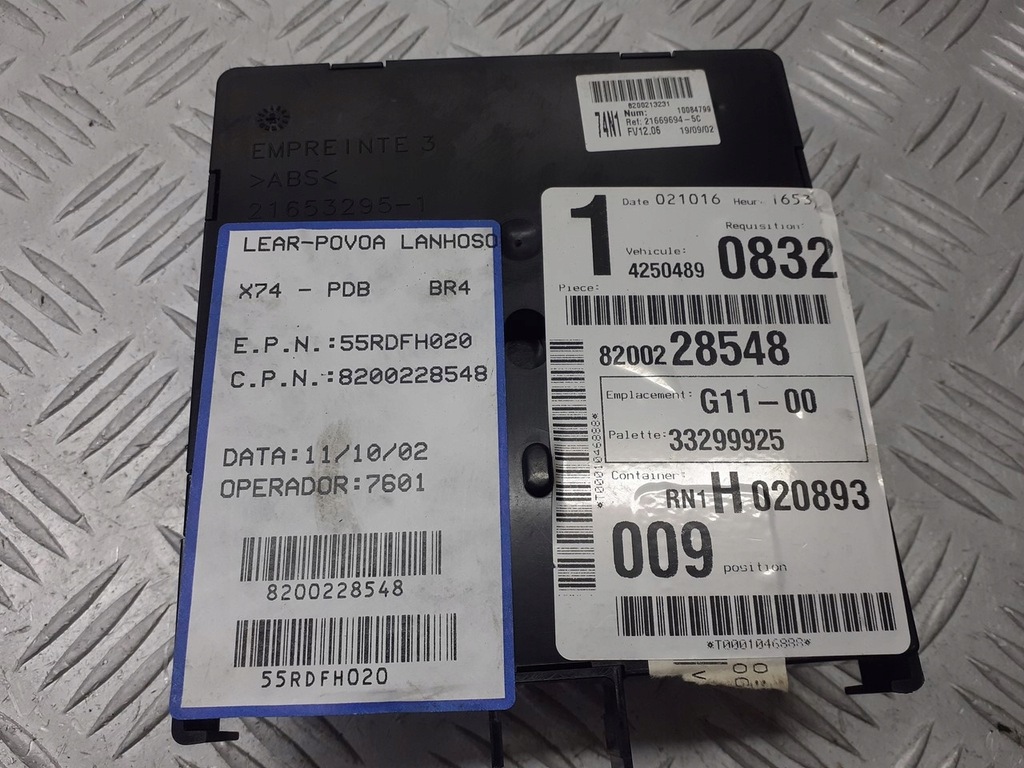 EMPREINTE 3
>ABS<
21653295-1
8200213231
74N1
Num: 10084799
Ref: 21669694-5C
FV12.06 19/09/02
LEAR-POVOA LANHOSO
X74 - PDB BR4
E.P.N.:55RDFH020
C.P.N.:8200228548
DATA:11/10/02
OPERADOR:7601
8200228548
55RDFH020
1
Date 021016 Heur. 1653
Requisition:
Vehicule:
4250489 0832
Piece:
8200228548
Emplacement: G11-00
Palette: 33299925
Container:
RN1 H 020893
009 position
*T0001046888*
*T0001046888*